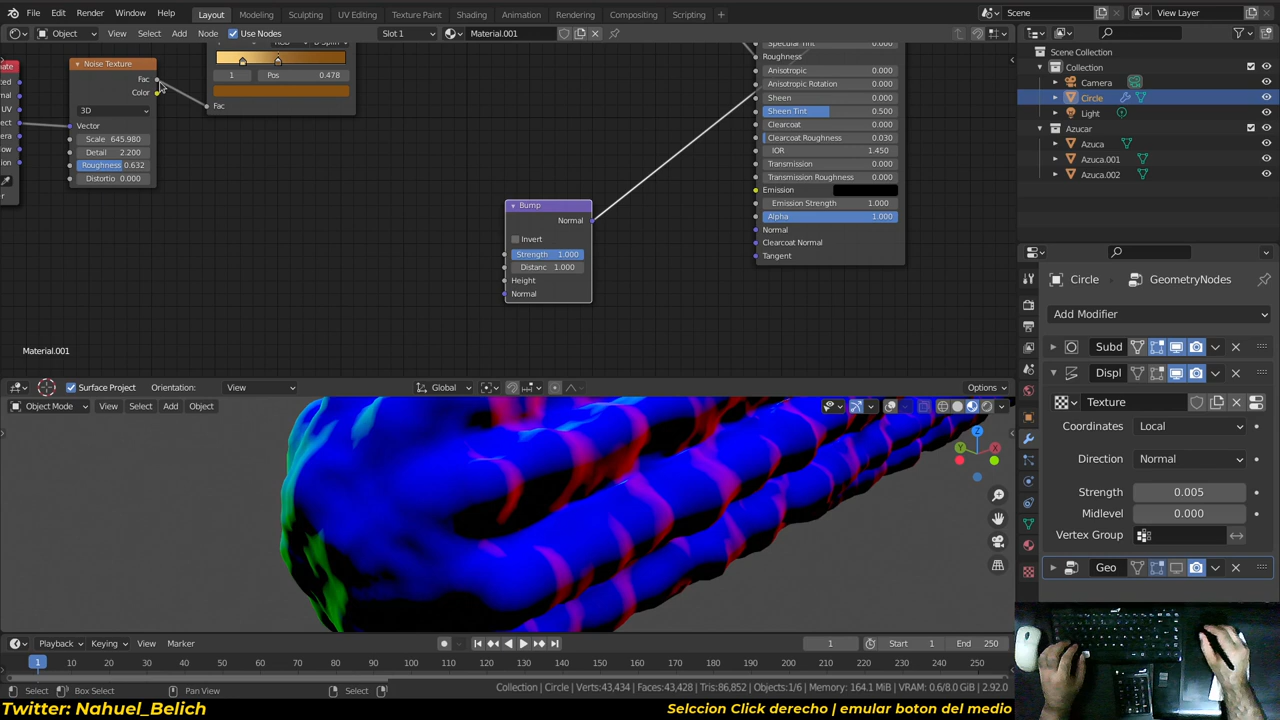 File Edit Render Window Help Layout Modeling Sculpting UV Editing Texture Paint Shading Animation Rendering Compositing Scripting + Scene View Layer
Object View Select Add Node Use Nodes Slot 1 Material.001
Scene Collection
Collection
Camera
Circle
Light
Azucar
Azuca
Azuca.001
Azuca.002
Noise Texture
Fac
Color
3D
Vector
Scale 645.980
Detail 2.200
Roughness 0.632
Distortio 0.000
1 Pos 0.478
Fac
Bump
Normal
Invert
Strength 1.000
Distanc 1.000
Height
Normal
Specular Tint 0.000
Roughness
Anisotropic 0.000
Anisotropic Rotation 0.000
Sheen 0.000
Sheen Tint 0.500
Clearcoat 0.000
Clearcoat Roughness 0.030
IOR 1.450
Transmission 0.000
Transmission Roughness 0.000
Emission
Emission Strength 1.000
Alpha 1.000
Normal
Clearcoat Normal
Tangent
Material.001
Circle GeometryNodes
Add Modifier
Subd
Displ
Texture
Coordinates Local
Direction Normal
Strength 0.005
Midlevel 0.000
Vertex Group
Geo
Surface Project Orientation: View Global Options
Object Mode View Select Add Object
Playback Keying View Marker 1 Start 1 End 250
1 10 20 30 40 50 60 70 80 90 100 110 120 130 140 150 160 170 180 190 200 210 220 230 240 250
Select Box Select Pan View Select Box Select Collection | Circle | Verts:43,434 | Faces:43,428 | Tris:86,852 | Objects:1/6 | Memory: 164.1 MiB | VRAM: 0.6/8.0 GiB | 2.92.0
Twitter: Nahuel_Belich Selccion Click derecho | emular boton del medio